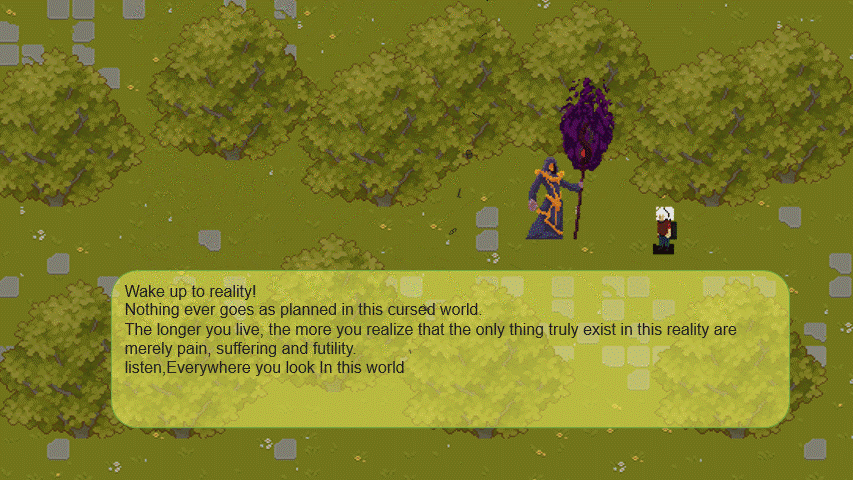 Wake up to reality!
Nothing ever goes as planned in this cursed world.
The longer you live, the more you realize that the only thing truly exist in this reality are
merely pain, suffering and futility.
listen,Everywhere you look In this world